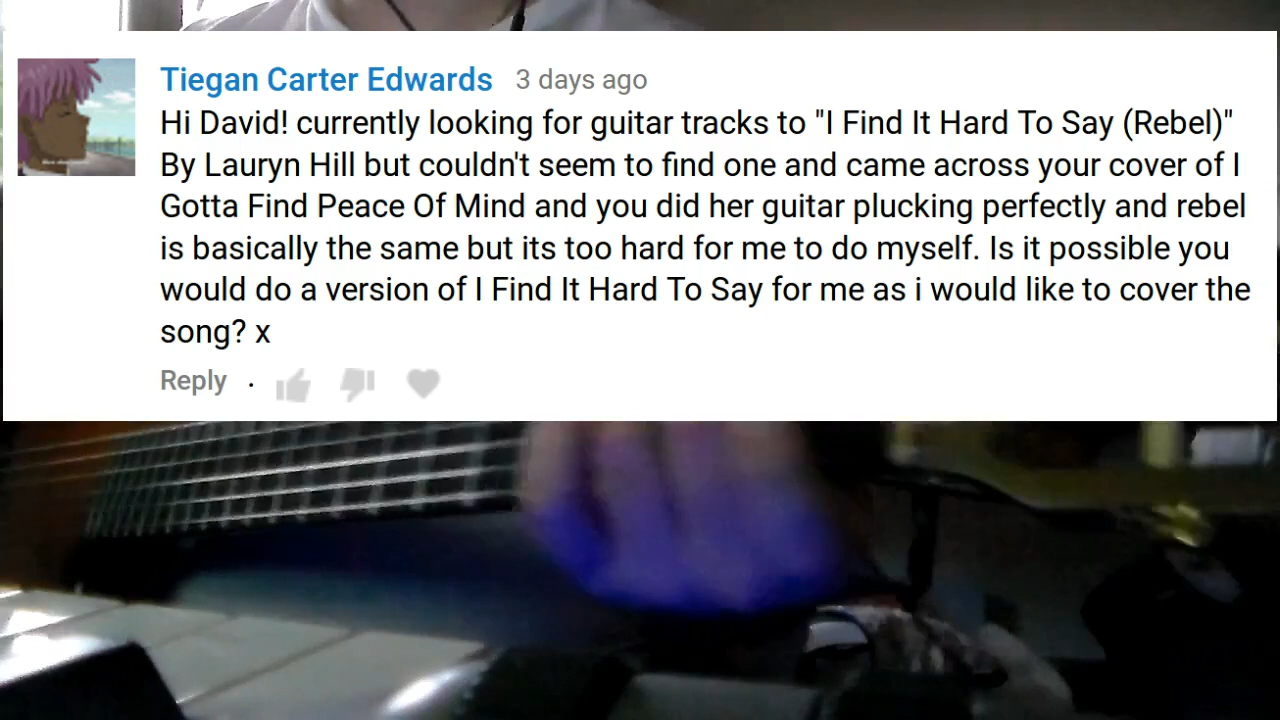 Tiegan Carter Edwards 3 days ago
Hi David! currently looking for guitar tracks to "I Find It Hard To Say (Rebel)"
By Lauryn Hill but couldn't seem to find one and came across your cover of I
Gotta Find Peace Of Mind and you did her guitar plucking perfectly and rebel
is basically the same but its too hard for me to do myself. Is it possible you
would do a version of I Find It Hard To Say for me as i would like to cover the
song? x
Reply ·